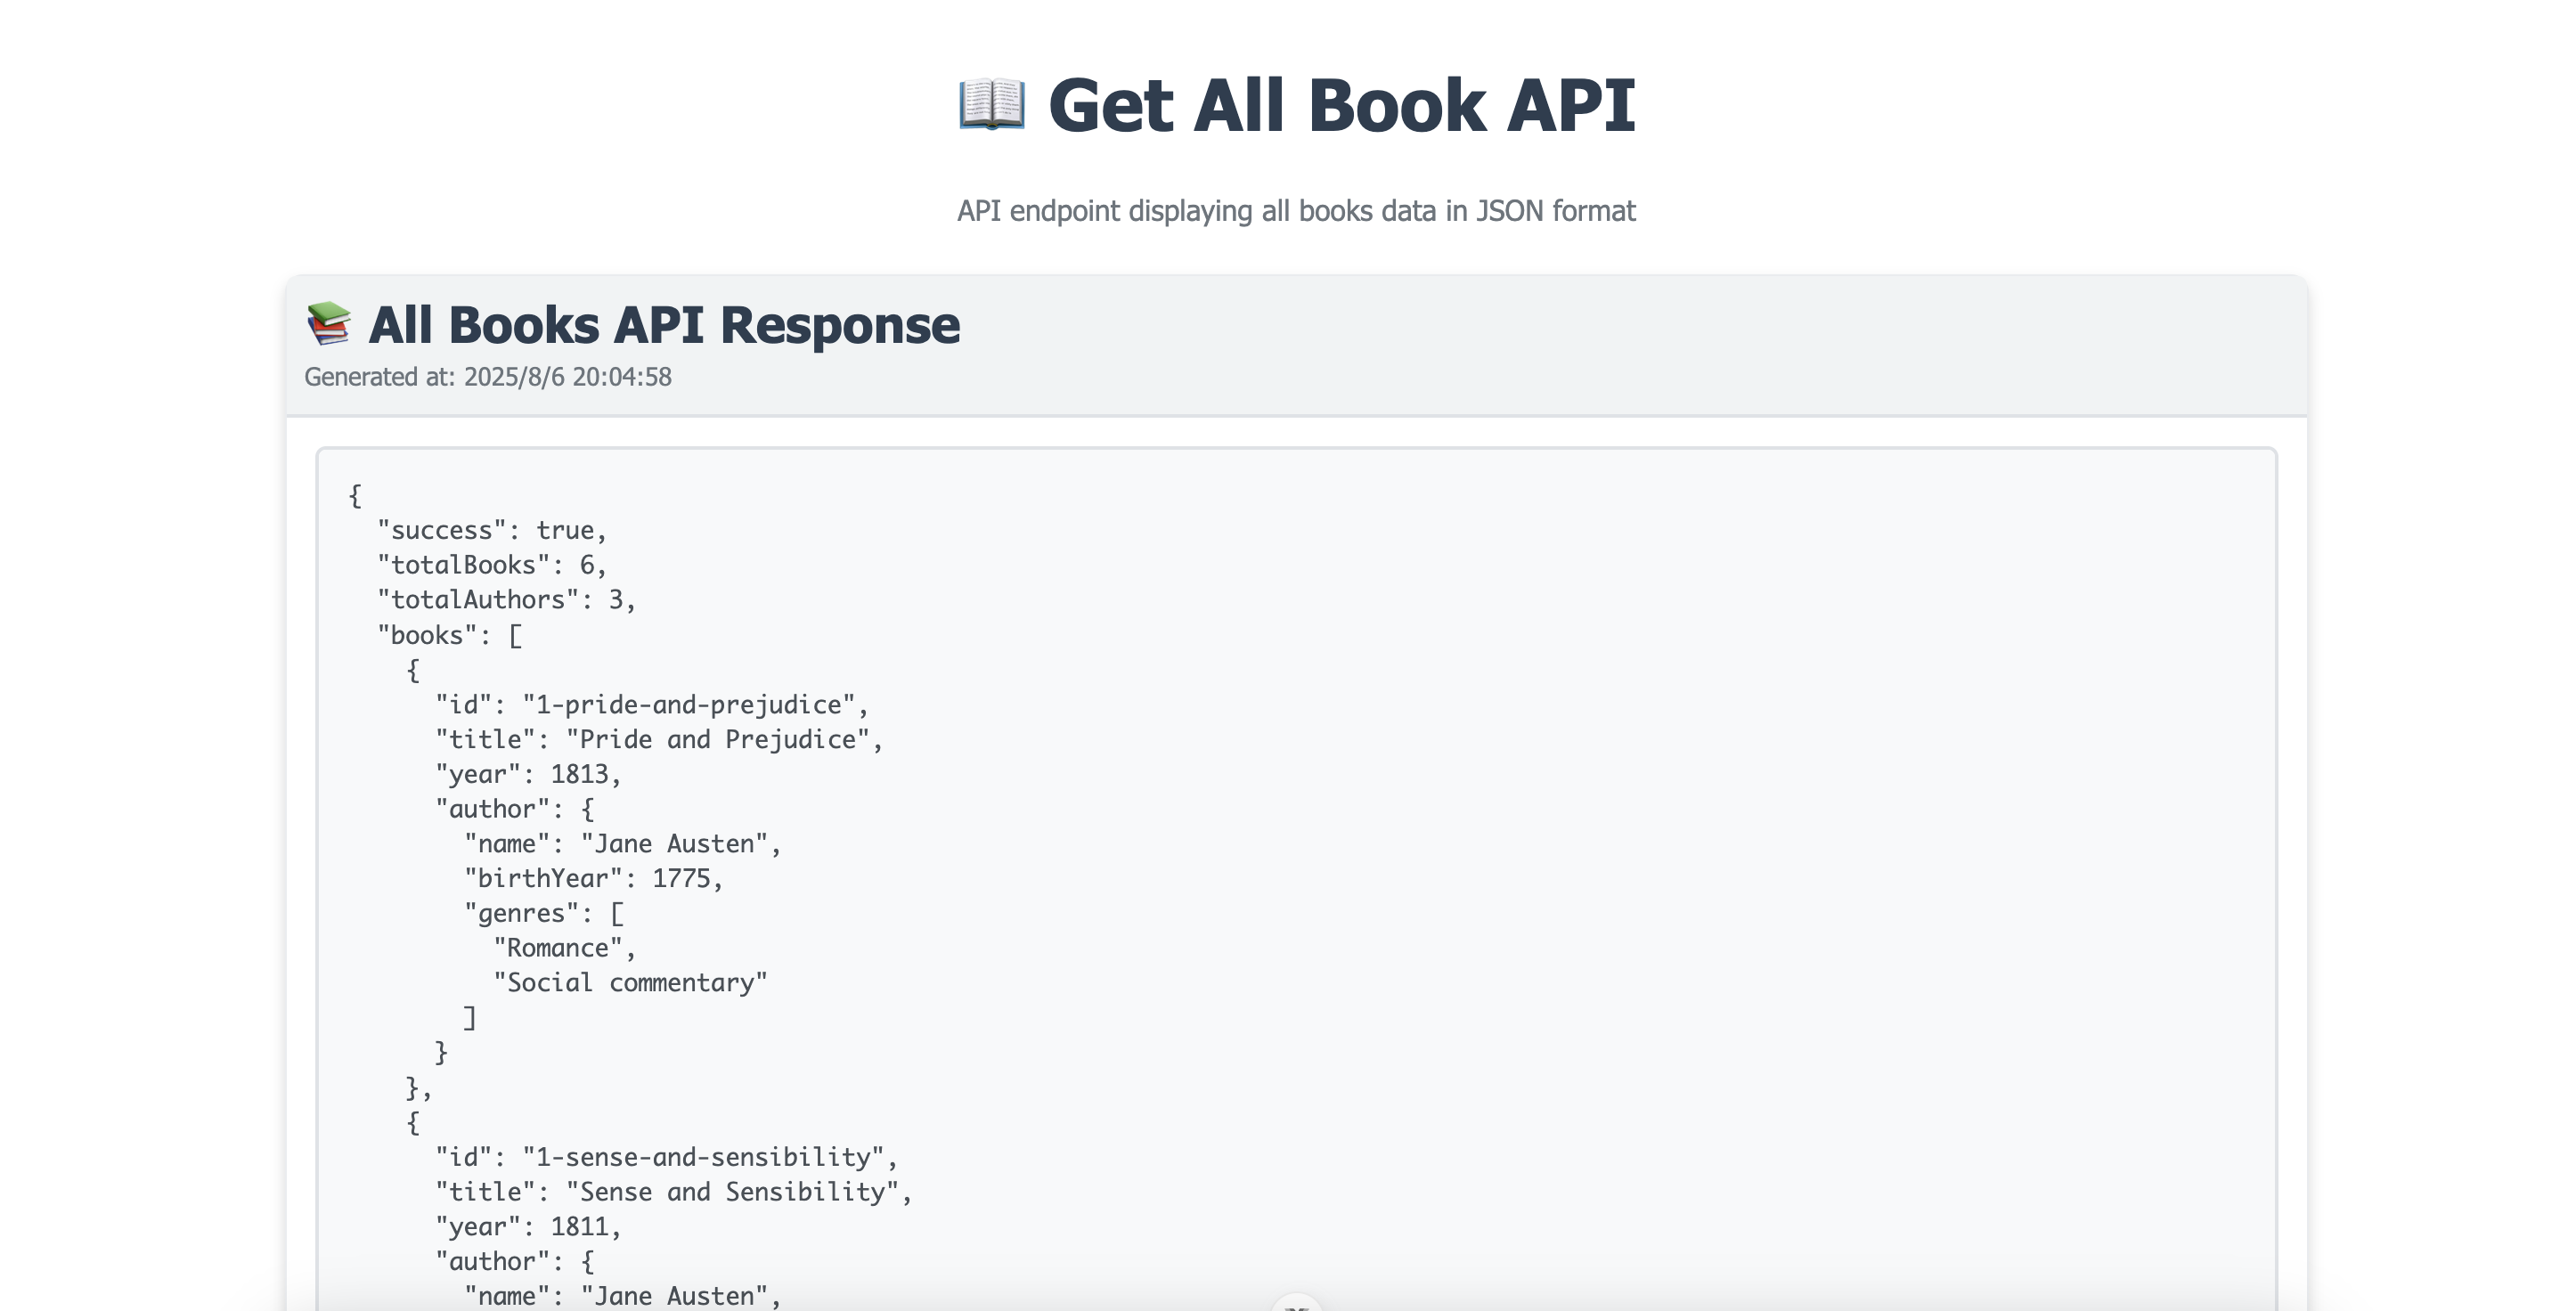 📖 Get All Book API
API endpoint displaying all books data in JSON format
📚 All Books API Response
Generated at: 2025/8/6 20:04:58
{
  "success": true,
  "totalBooks": 6,
  "totalAuthors": 3,
  "books": [
    {
      "id": "1-pride-and-prejudice",
      "title": "Pride and Prejudice",
      "year": 1813,
      "author": {
        "name": "Jane Austen",
        "birthYear": 1775,
        "genres": [
          "Romance",
          "Social commentary"
        ]
      }
    },
    {
      "id": "1-sense-and-sensibility",
      "title": "Sense and Sensibility",
      "year": 1811,
      "author": {
        "name": "Jane Austen",